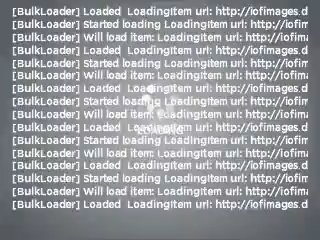 [BulkLoader] Loaded LoadingItem url: http://iofimages.d
[BulkLoader] Started loading LoadingItem url: http://iofim
[BulkLoader] Will load item: LoadingItem url: http://iofima
[BulkLoader] Loaded LoadingItem url: http://iofimages.d
[BulkLoader] Started loading LoadingItem url: http://iofim
[BulkLoader] Will load item: LoadingItem url: http://iofima
[BulkLoader] Loaded LoadingItem url: http://iofimages.d
[BulkLoader] Started loading LoadingItem url: http://iofim
[BulkLoader] Will load item: LoadingItem url: http://iofima
[BulkLoader] Loaded LoadingItem url: http://iofimages.d
LOADING
[BulkLoader] Started loading LoadingItem url: http://iofim
[BulkLoader] Will load item: LoadingItem url: http://iofima
[BulkLoader] Loaded LoadingItem url: http://iofimages.d
[BulkLoader] Started loading LoadingItem url: http://iofim
[BulkLoader] Will load item: LoadingItem url: http://iofima
[BulkLoader] Loaded LoadingItem url: http://iofimages.d